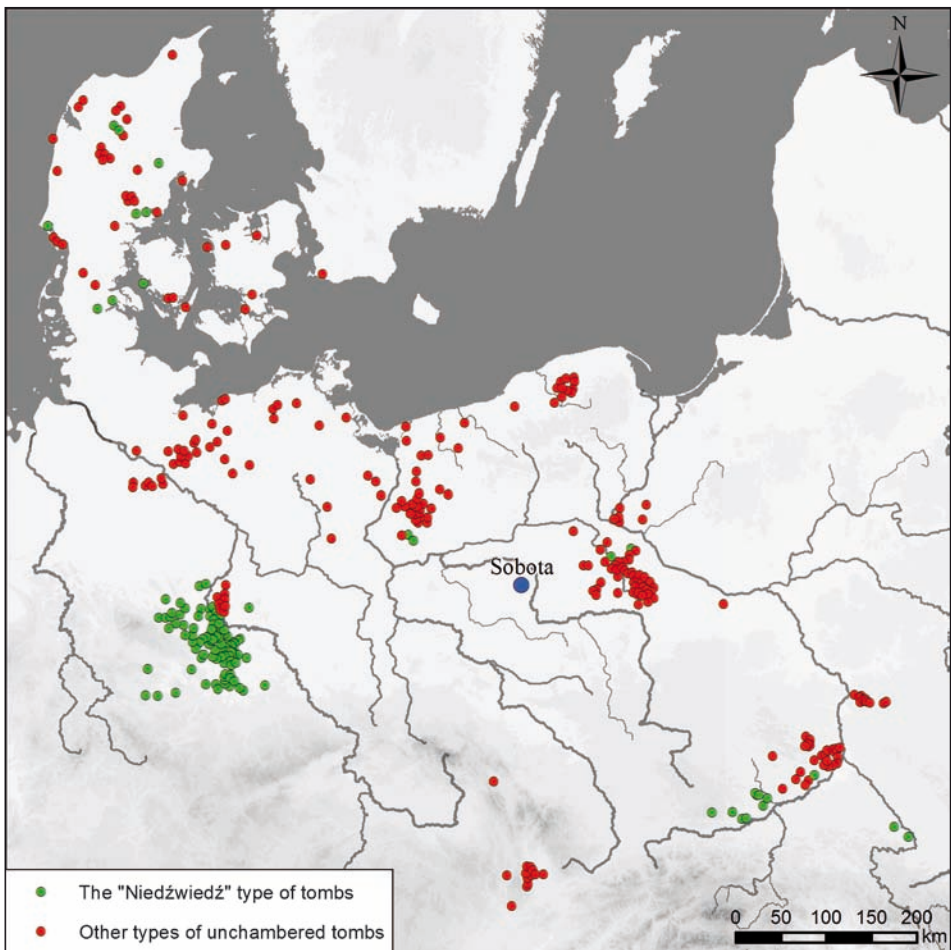 N
Sobota
The "Niedźwiedź" type of tombs
Other types of unchambered tombs
0 50 100 150 200
km